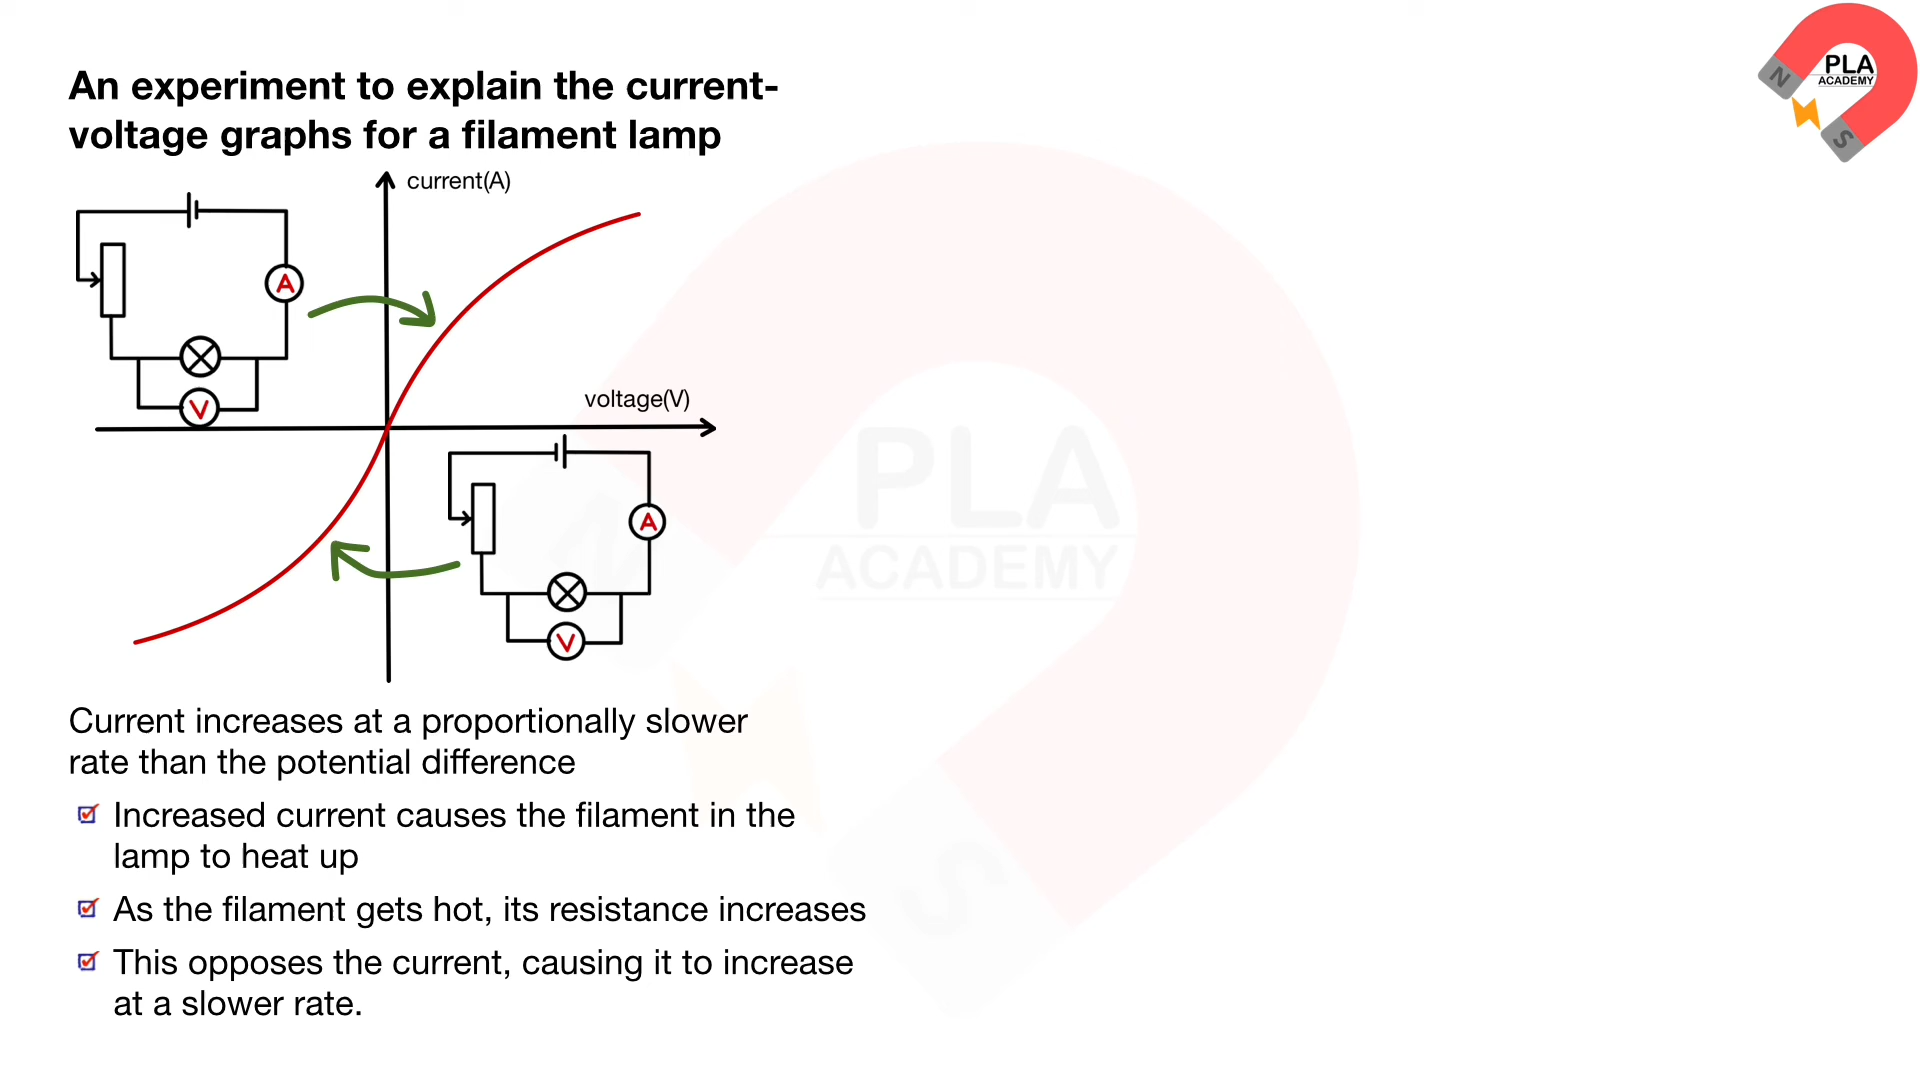 An experiment to explain the current-
voltage graphs for a filament lamp
PLA
ACADEMY
N
S
current(A)
A
V
voltage(V)
A
V
PLA
ACADEMY
N
S
Current increases at a proportionally slower
rate than the potential difference
Increased current causes the filament in the
lamp to heat up
As the filament gets hot, its resistance increases
This opposes the current, causing it to increase
at a slower rate.